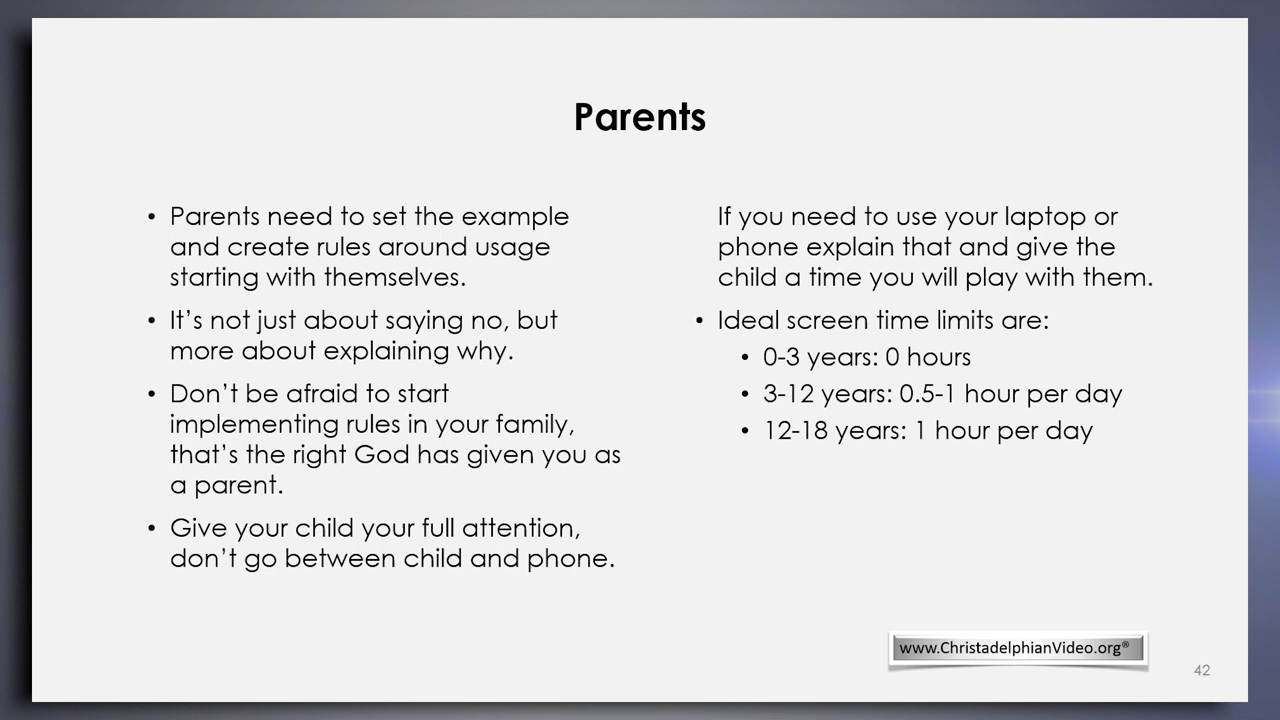 Parents
• Parents need to set the example
and create rules around usage
starting with themselves.
• It’s not just about saying no, but
more about explaining why.
• Don’t be afraid to start
implementing rules in your family,
that’s the right God has given you as
a parent.
• Give your child your full attention,
don’t go between child and phone.
If you need to use your laptop or
phone explain that and give the
child a time you will play with them.
• Ideal screen time limits are:
• 0-3 years: 0 hours
• 3-12 years: 0.5-1 hour per day
• 12-18 years: 1 hour per day
www.ChristadelphianVideo.org®
42